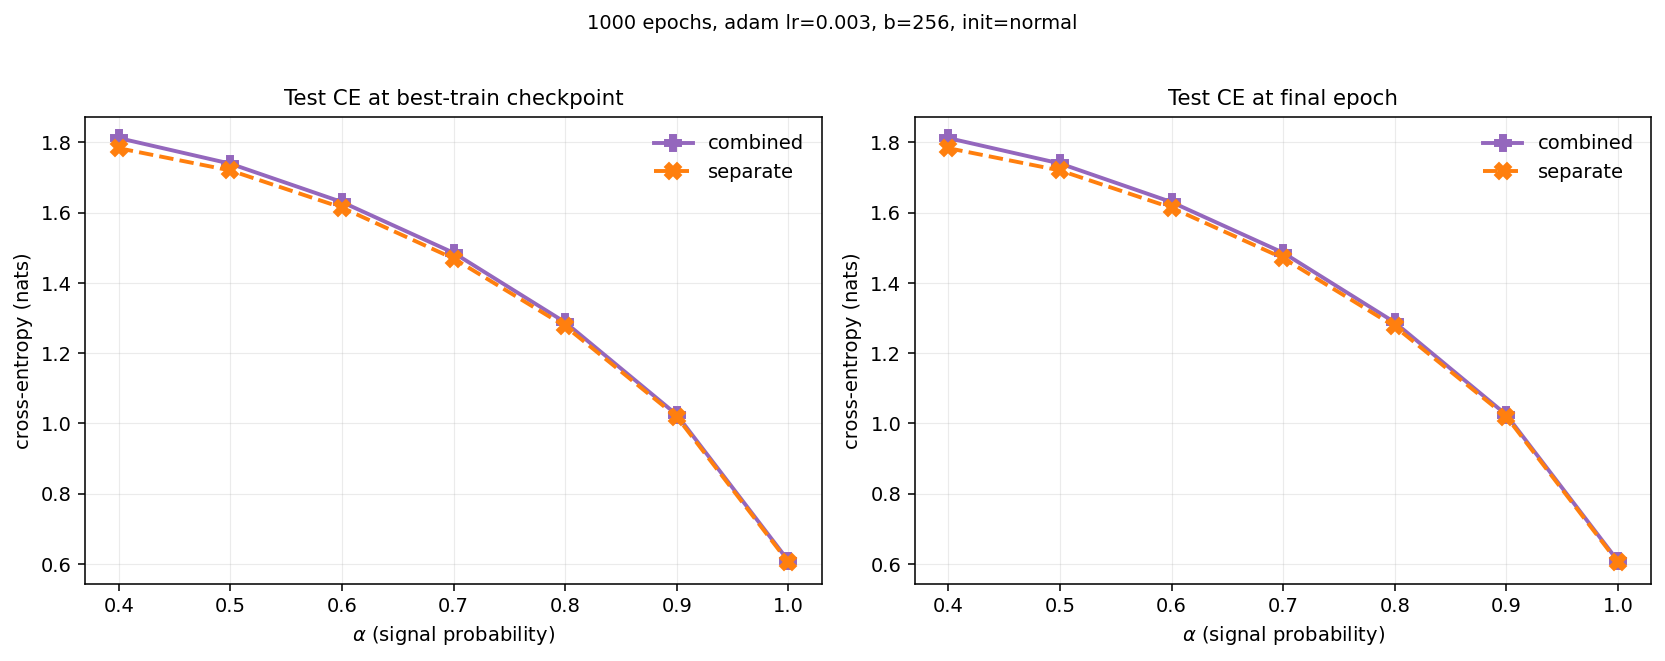 1000 epochs, adam lr=0.003, b=256, init=normal
Test CE at best-train checkpoint
combined
separate
cross-entropy (nats)
1.8
1.6
1.4
1.2
1.0
0.8
0.6
0.4 0.5 0.6 0.7 0.8 0.9 1.0
α (signal probability)
Test CE at final epoch
combined
separate
cross-entropy (nats)
1.8
1.6
1.4
1.2
1.0
0.8
0.6
0.4 0.5 0.6 0.7 0.8 0.9 1.0
α (signal probability)